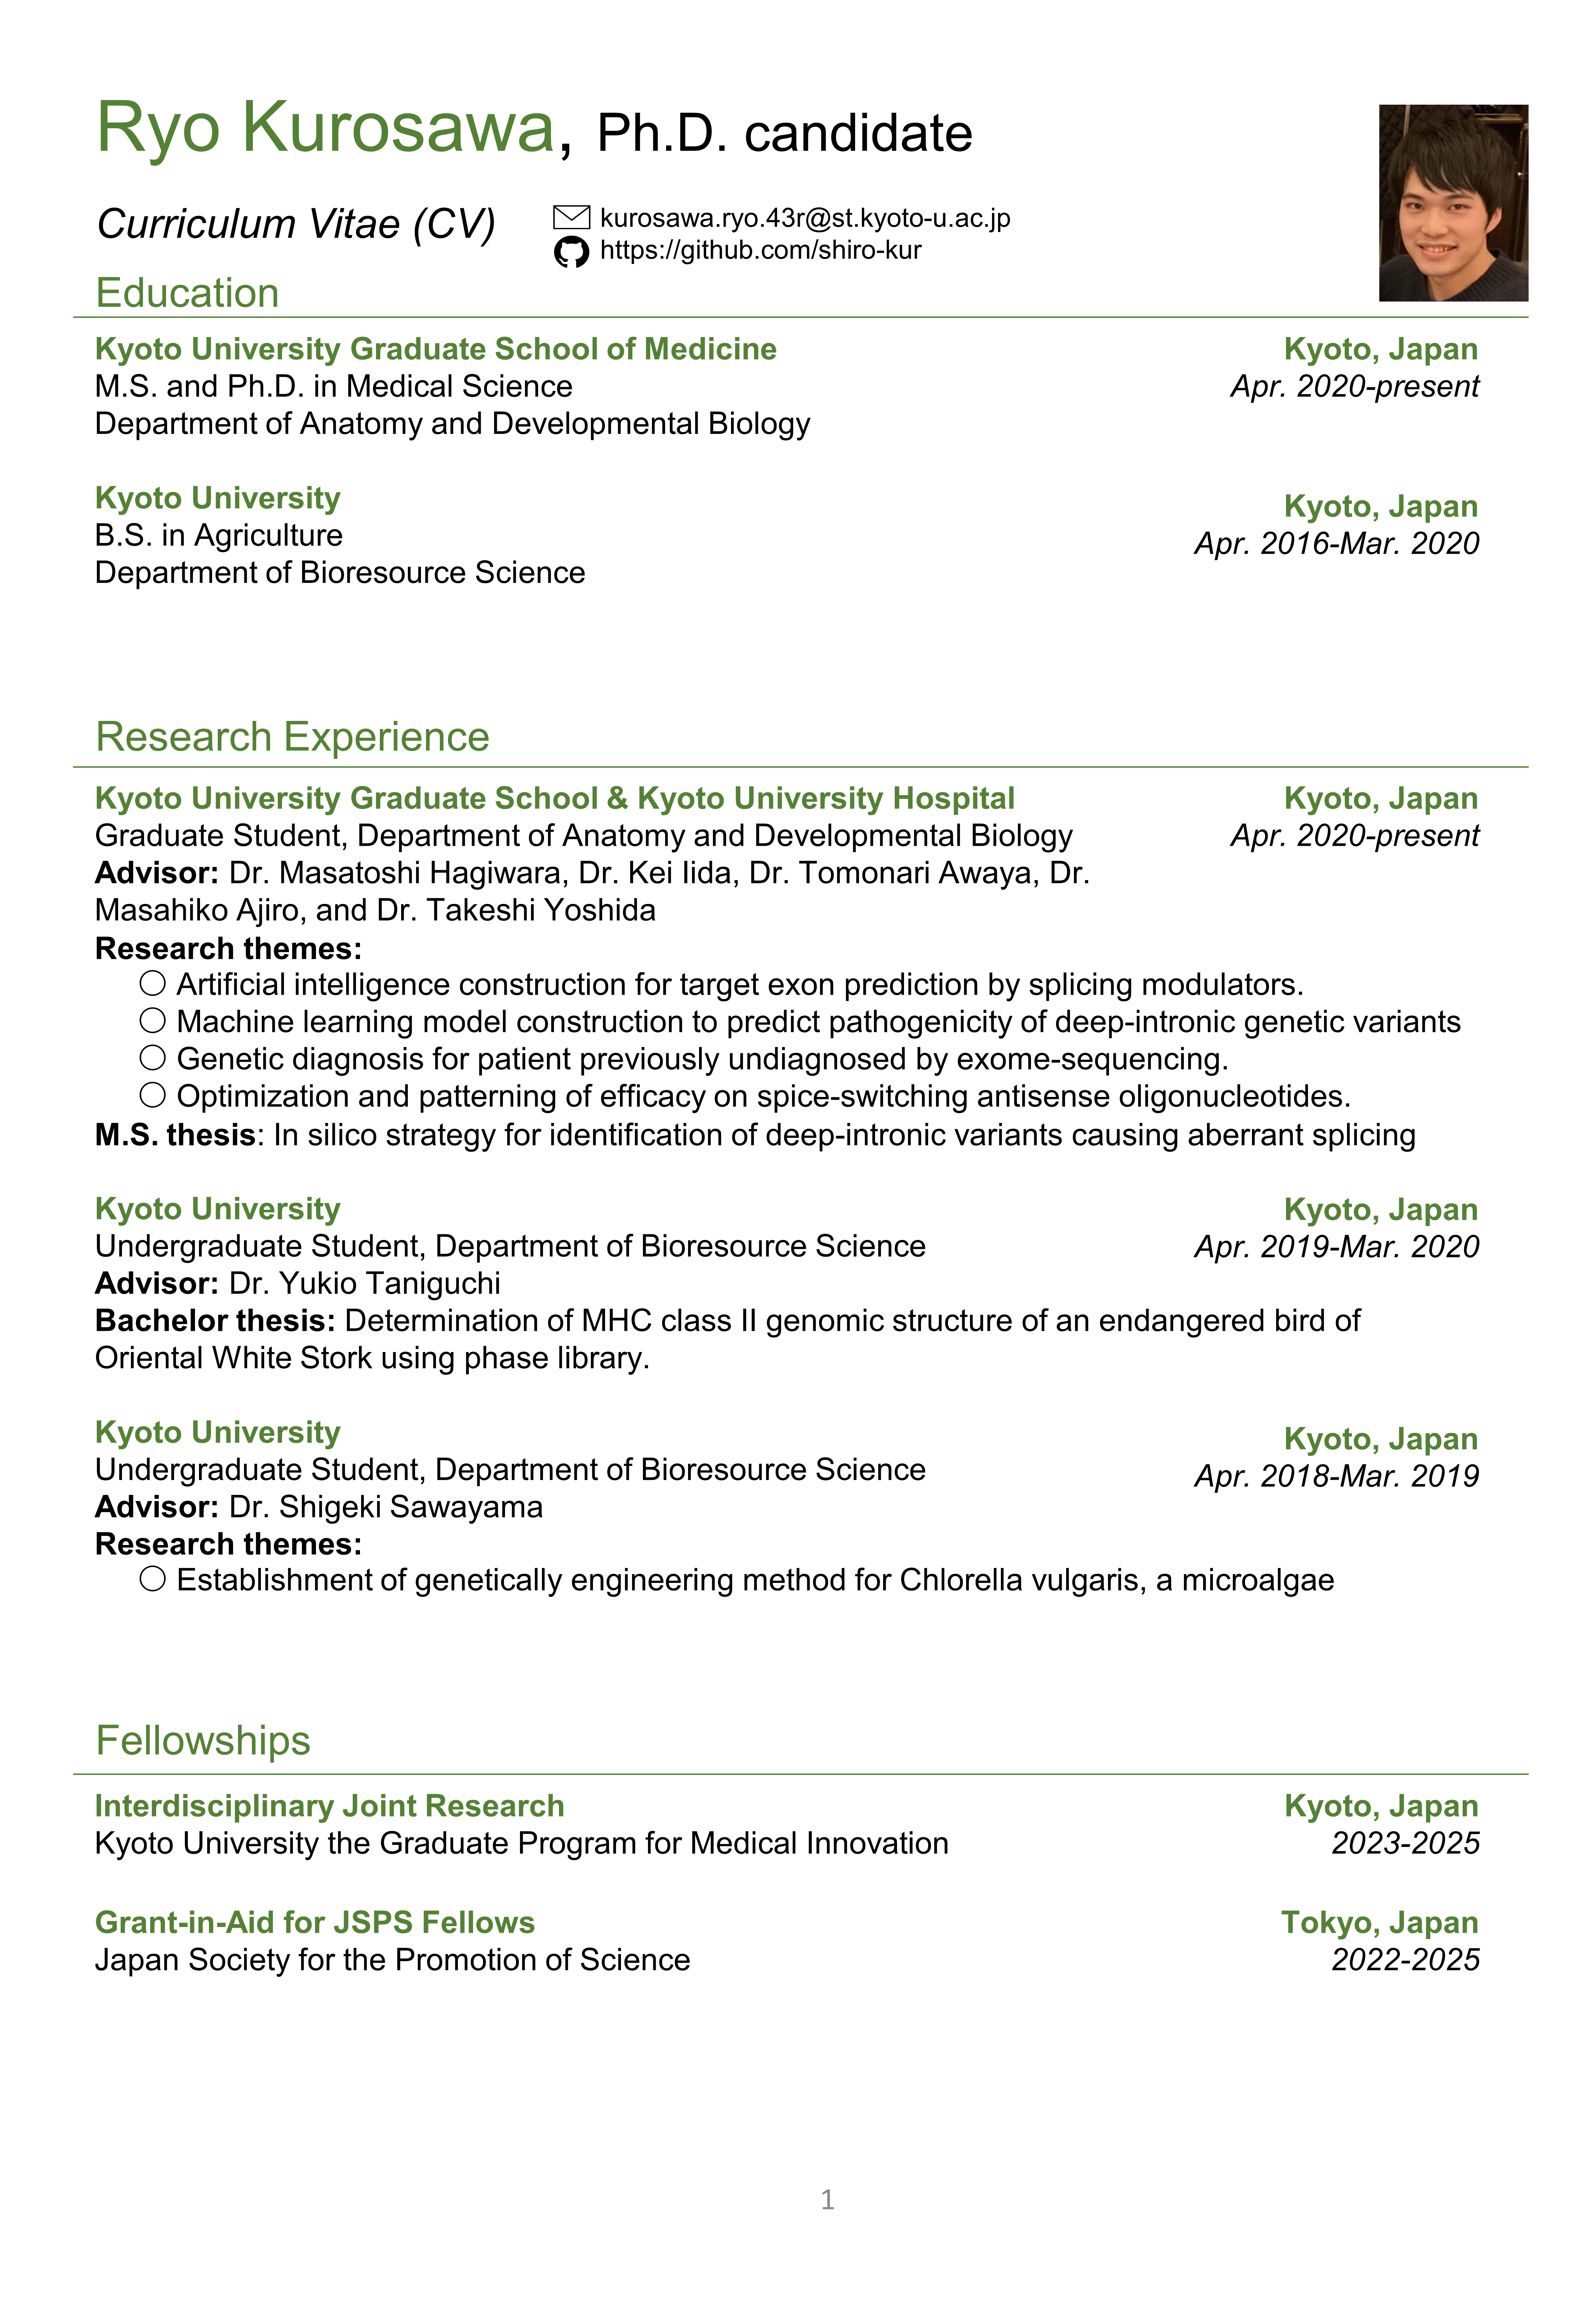 Ryo Kurosawa, Ph.D. candidate
Curriculum Vitae (CV)
kurosawa.ryo.43r@st.kyoto-u.ac.jp
https://github.com/shiro-kur
Education
Kyoto University Graduate School of Medicine Kyoto, Japan
M.S. and Ph.D. in Medical Science Apr. 2020-present
Department of Anatomy and Developmental Biology
Kyoto University Kyoto, Japan
B.S. in Agriculture Apr. 2016-Mar. 2020
Department of Bioresource Science
Research Experience
Kyoto University Graduate School & Kyoto University Hospital Kyoto, Japan
Graduate Student, Department of Anatomy and Developmental Biology Apr. 2020-present
Advisor: Dr. Masatoshi Hagiwara, Dr. Kei Iida, Dr. Tomonari Awaya, Dr.
Masahiko Ajiro, and Dr. Takeshi Yoshida
Research themes:
○ Artificial intelligence construction for target exon prediction by splicing modulators.
○ Machine learning model construction to predict pathogenicity of deep-intronic genetic variants
○ Genetic diagnosis for patient previously undiagnosed by exome-sequencing.
○ Optimization and patterning of efficacy on spice-switching antisense oligonucleotides.
M.S. thesis: In silico strategy for identification of deep-intronic variants causing aberrant splicing
Kyoto University Kyoto, Japan
Undergraduate Student, Department of Bioresource Science Apr. 2019-Mar. 2020
Advisor: Dr. Yukio Taniguchi
Bachelor thesis: Determination of MHC class II genomic structure of an endangered bird of
Oriental White Stork using phase library.
Kyoto University Kyoto, Japan
Undergraduate Student, Department of Bioresource Science Apr. 2018-Mar. 2019
Advisor: Dr. Shigeki Sawayama
Research themes:
○ Establishment of genetically engineering method for Chlorella vulgaris, a microalgae
Fellowships
Interdisciplinary Joint Research Kyoto, Japan
Kyoto University the Graduate Program for Medical Innovation 2023-2025
Grant-in-Aid for JSPS Fellows Tokyo, Japan
Japan Society for the Promotion of Science 2022-2025
1